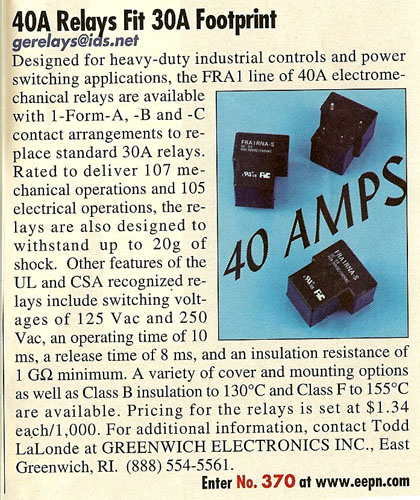 40A Relays Fit 30A Footprint
gerelays@ids.net
Designed for heavy-duty industrial controls and power
switching applications, the FRA1 line of 40A electrome-
chanical relays are available
with 1-Form-A, -B and -C
contact arrangements to re-
place standard 30A relays.
Rated to deliver 107 me-
chanical operations and 105
electrical operations, the re-
lays are also designed to
withstand up to 20g of
shock. Other features of the
UL and CSA recognized re-
lays include switching volt-
ages of 125 Vac and 250
Vac, an operating time of 10
ms, a release time of 8 ms, and an insulation resistance of
1 GΩ minimum. A variety of cover and mounting options
as well as Class B insulation to 130°C and Class F to 155°C
are available. Pricing for the relays is set at $1.34
each/1,000. For additional information, contact Todd
LaLonde at GREENWICH ELECTRONICS INC., East
Greenwich, RI. (888) 554-5561.
Enter No. 370 at www.eepn.com
FRA1RNA-S
40 AMPS
FRA1RNA-S